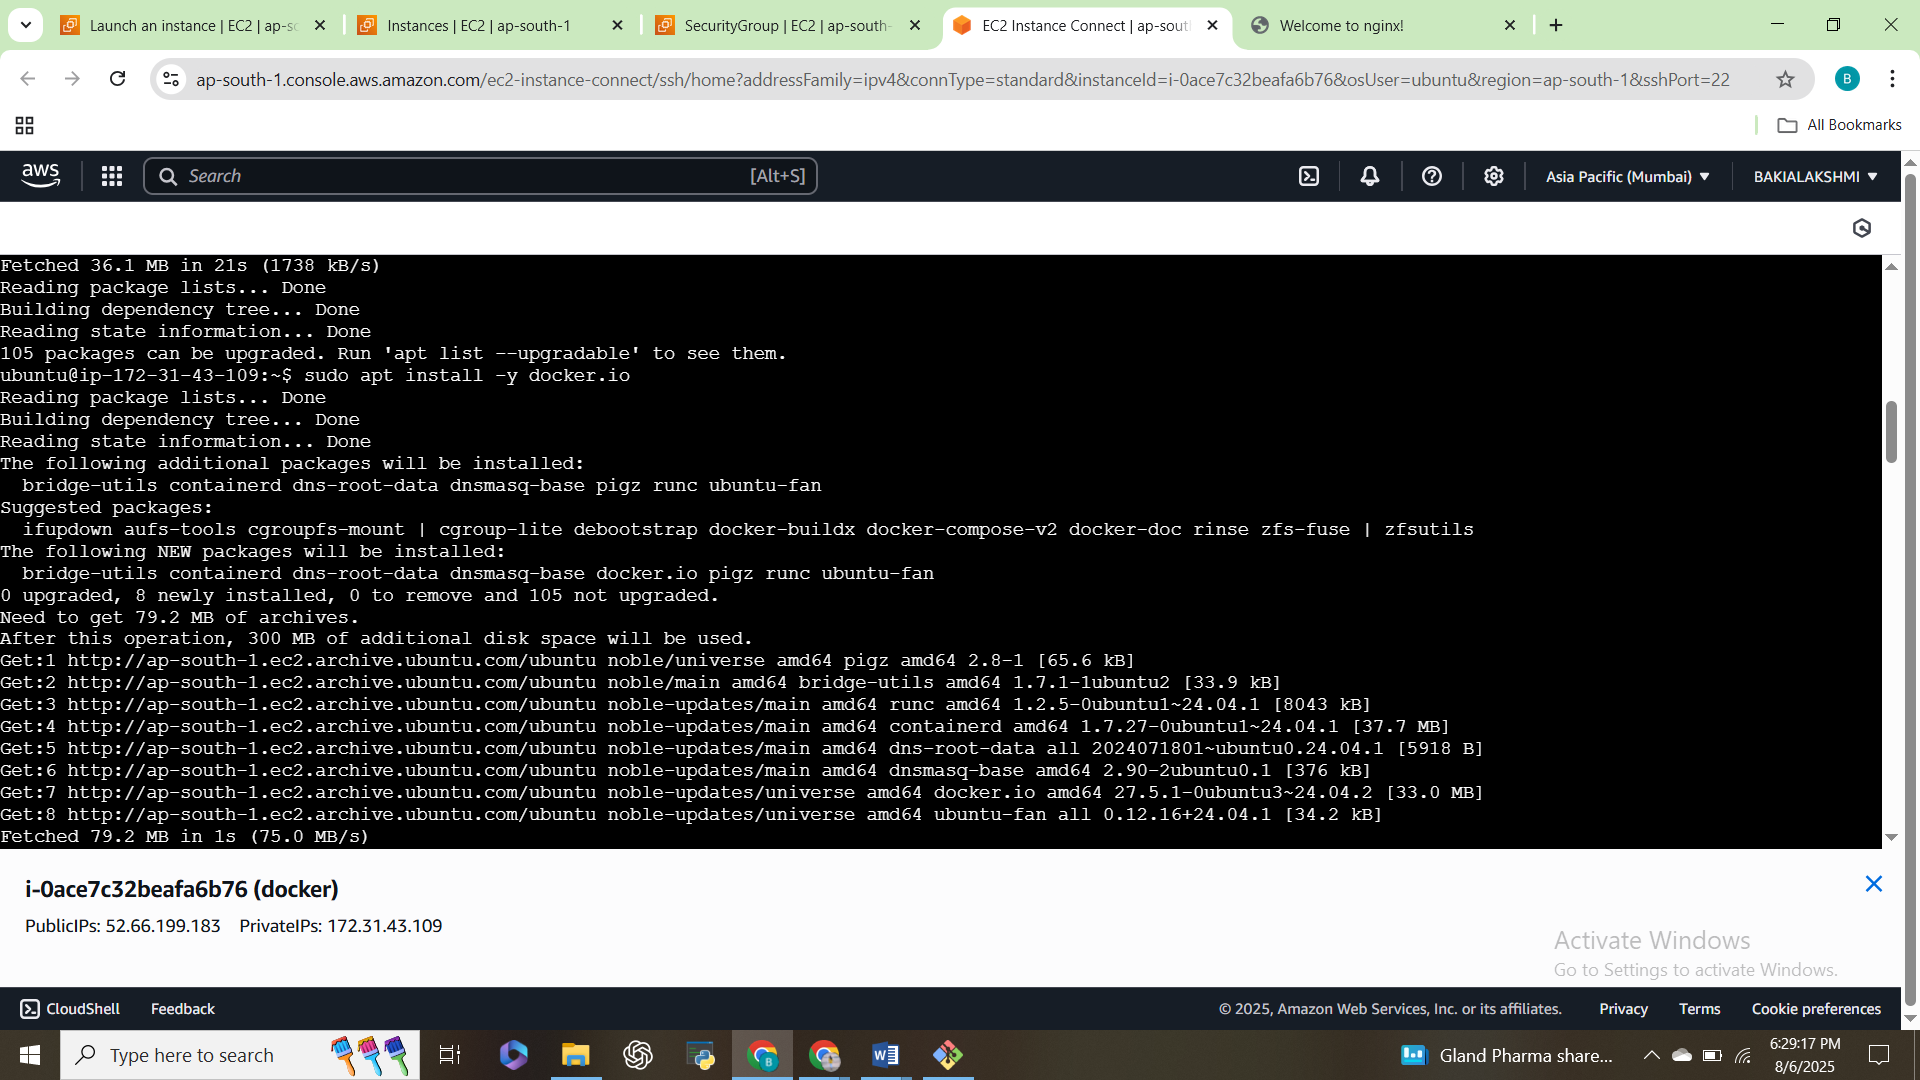 Launch an instance | EC2 | ap-sc
Instances | EC2 | ap-south-1
SecurityGroup | EC2 | ap-south-
EC2 Instance Connect | ap-sout
Welcome to nginx!
ap-south-1.console.aws.amazon.com/ec2-instance-connect/ssh/home?addressFamily=ipv4&connType=standard&instanceId=i-0ace7c32beafa6b76&osUser=ubuntu&region=ap-south-1&sshPort=22
B
All Bookmarks
aws
Search
[Alt+S]
Asia Pacific (Mumbai)
BAKIALAKSHMI
Fetched 36.1 MB in 21s (1738 kB/s)
Reading package lists... Done
Building dependency tree... Done
Reading state information... Done
105 packages can be upgraded. Run 'apt list --upgradable' to see them.
ubuntu@ip-172-31-43-109:~$ sudo apt install -y docker.io
Reading package lists... Done
Building dependency tree... Done
Reading state information... Done
The following additional packages will be installed:
  bridge-utils containerd dns-root-data dnsmasq-base pigz runc ubuntu-fan
Suggested packages:
  ifupdown aufs-tools cgroupfs-mount | cgroup-lite debootstrap docker-buildx docker-compose-v2 docker-doc rinse zfs-fuse | zfsutils
The following NEW packages will be installed:
  bridge-utils containerd dns-root-data dnsmasq-base docker.io pigz runc ubuntu-fan
0 upgraded, 8 newly installed, 0 to remove and 105 not upgraded.
Need to get 79.2 MB of archives.
After this operation, 300 MB of additional disk space will be used.
Get:1 http://ap-south-1.ec2.archive.ubuntu.com/ubuntu noble/universe amd64 pigz amd64 2.8-1 [65.6 kB]
Get:2 http://ap-south-1.ec2.archive.ubuntu.com/ubuntu noble/main amd64 bridge-utils amd64 1.7.1-1ubuntu2 [33.9 kB]
Get:3 http://ap-south-1.ec2.archive.ubuntu.com/ubuntu noble-updates/main amd64 runc amd64 1.2.5-0ubuntu1~24.04.1 [8043 kB]
Get:4 http://ap-south-1.ec2.archive.ubuntu.com/ubuntu noble-updates/main amd64 containerd amd64 1.7.27-0ubuntu1~24.04.1 [37.7 MB]
Get:5 http://ap-south-1.ec2.archive.ubuntu.com/ubuntu noble-updates/main amd64 dns-root-data all 2024071801~ubuntu0.24.04.1 [5918 B]
Get:6 http://ap-south-1.ec2.archive.ubuntu.com/ubuntu noble-updates/main amd64 dnsmasq-base amd64 2.90-2ubuntu0.1 [376 kB]
Get:7 http://ap-south-1.ec2.archive.ubuntu.com/ubuntu noble-updates/universe amd64 docker.io amd64 27.5.1-0ubuntu3~24.04.2 [33.0 MB]
Get:8 http://ap-south-1.ec2.archive.ubuntu.com/ubuntu noble-updates/universe amd64 ubuntu-fan all 0.12.16+24.04.1 [34.2 kB]
Fetched 79.2 MB in 1s (75.0 MB/s)
i-0ace7c32beafa6b76 (docker)
PublicIPs: 52.66.199.183 PrivateIPs: 172.31.43.109
Activate Windows
Go to Settings to activate Windows.
CloudShell
Feedback
© 2025, Amazon Web Services, Inc. or its affiliates.
Privacy
Terms
Cookie preferences
Type here to search
Gland Pharma share...
6:29:17 PM
8/6/2025